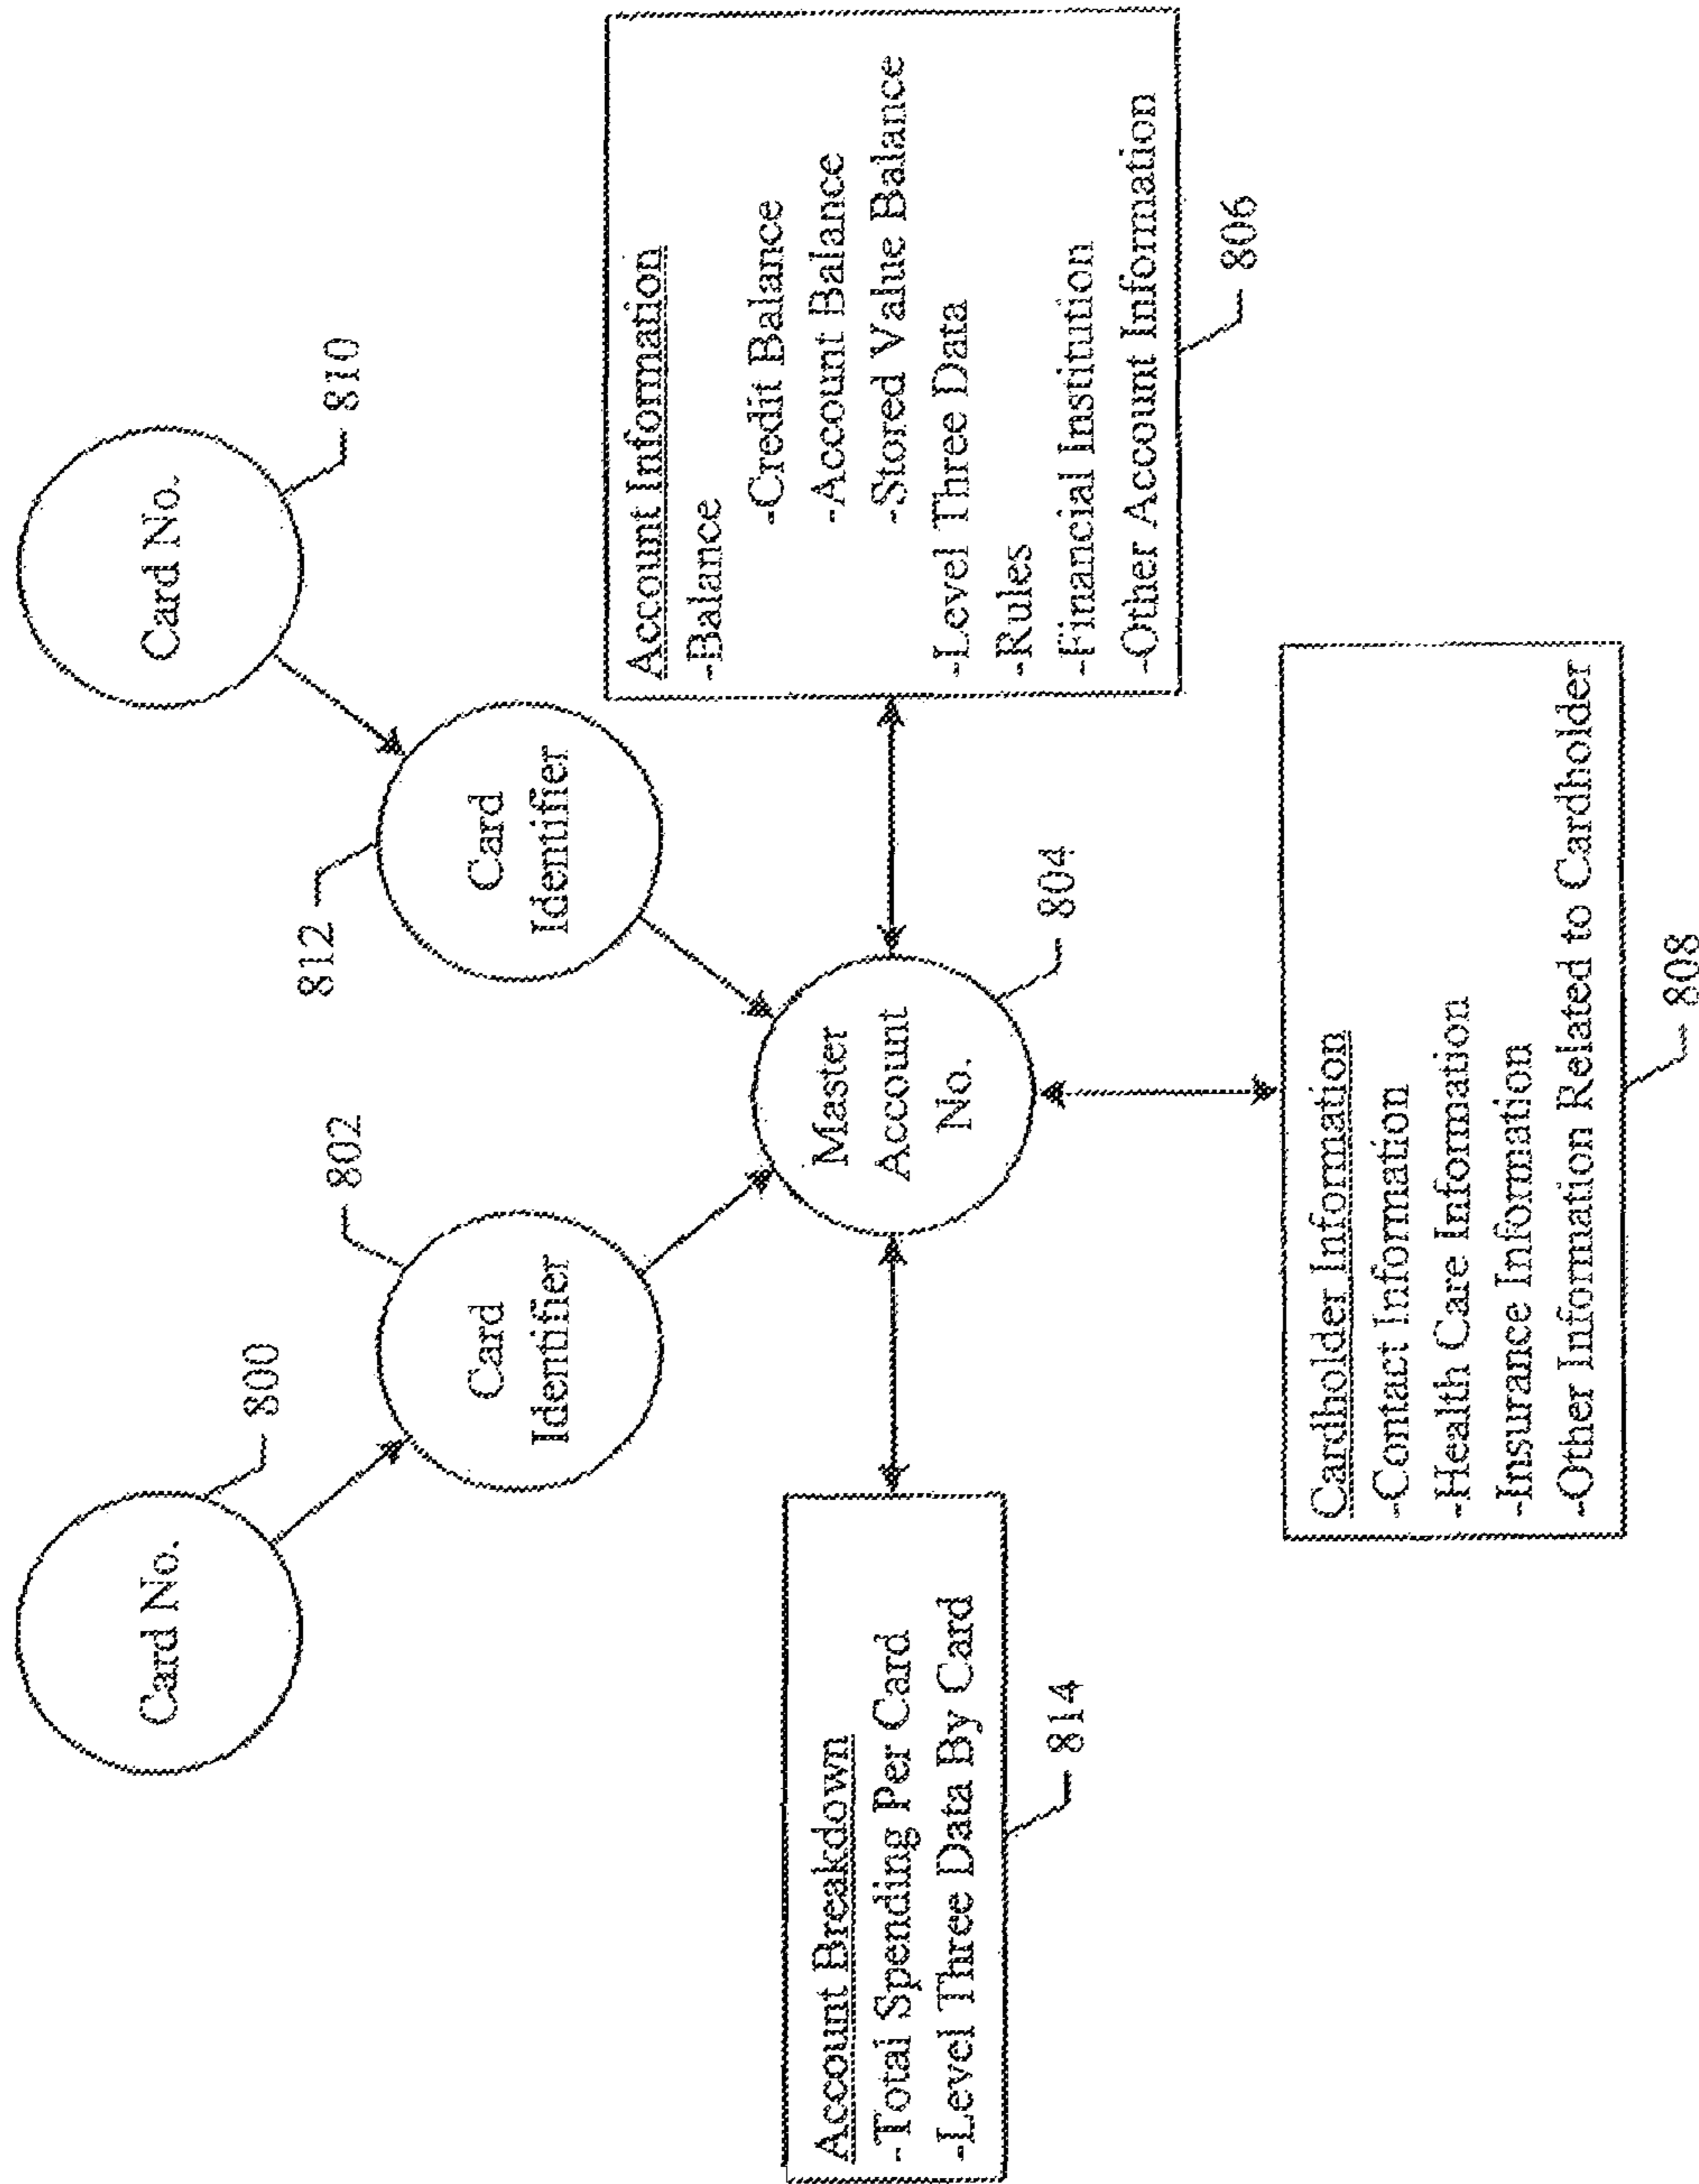 Card No.
800
Card No.
810
Card
Identifier
802
812
Card
Identifier
Master
Account
No.
804
Account Breakdown
-Total Spending Per Card
-Level Three Data By Card
814
Account Information
-Balance
-Credit Balance
-Account Balance
-Stored Value Balance
-Level Three Data
-Rules
-Financial Institution
-Other Account Information
806
Cardholder Information
-Contact Information
-Health Care Information
-Insurance Information
-Other Information Related to Cardholder
808